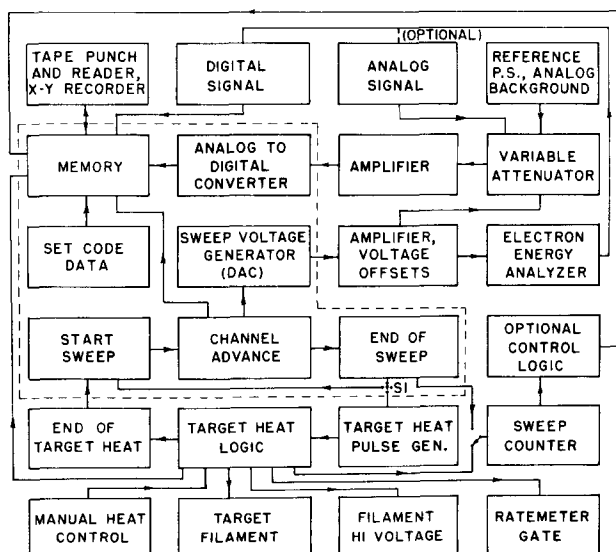 (OPTIONAL)
TAPE PUNCH
AND READER,
X-Y RECORDER
DIGITAL
SIGNAL
ANALOG
SIGNAL
REFERENCE
P.S., ANALOG
BACKGROUND
MEMORY
ANALOG TO
DIGITAL
CONVERTER
AMPLIFIER
VARIABLE
ATTENUATOR
SET CODE
DATA
SWEEP VOLTAGE
GENERATOR
(DAC)
AMPLIFIER,
VOLTAGE
OFFSETS
ELECTRON
ENERGY
ANALYZER
START
SWEEP
CHANNEL
ADVANCE
END OF
SWEEP
OPTIONAL
CONTROL
LOGIC
SI
END OF
TARGET HEAT
TARGET HEAT
LOGIC
TARGET HEAT
PULSE GEN.
SWEEP
COUNTER
MANUAL HEAT
CONTROL
TARGET
FILAMENT
FILAMENT
HI VOLTAGE
RATEMETER
GATE